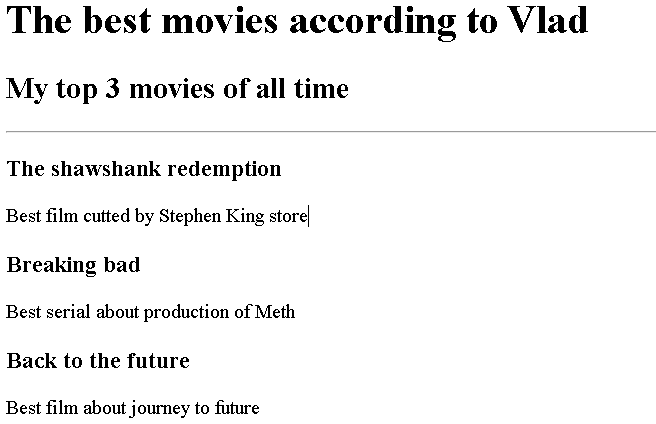 The best movies according to Vlad
My top 3 movies of all time
The shawshank redemption
Best film cutted by Stephen King store
Breaking bad
Best serial about production of Meth
Back to the future
Best film about journey to future